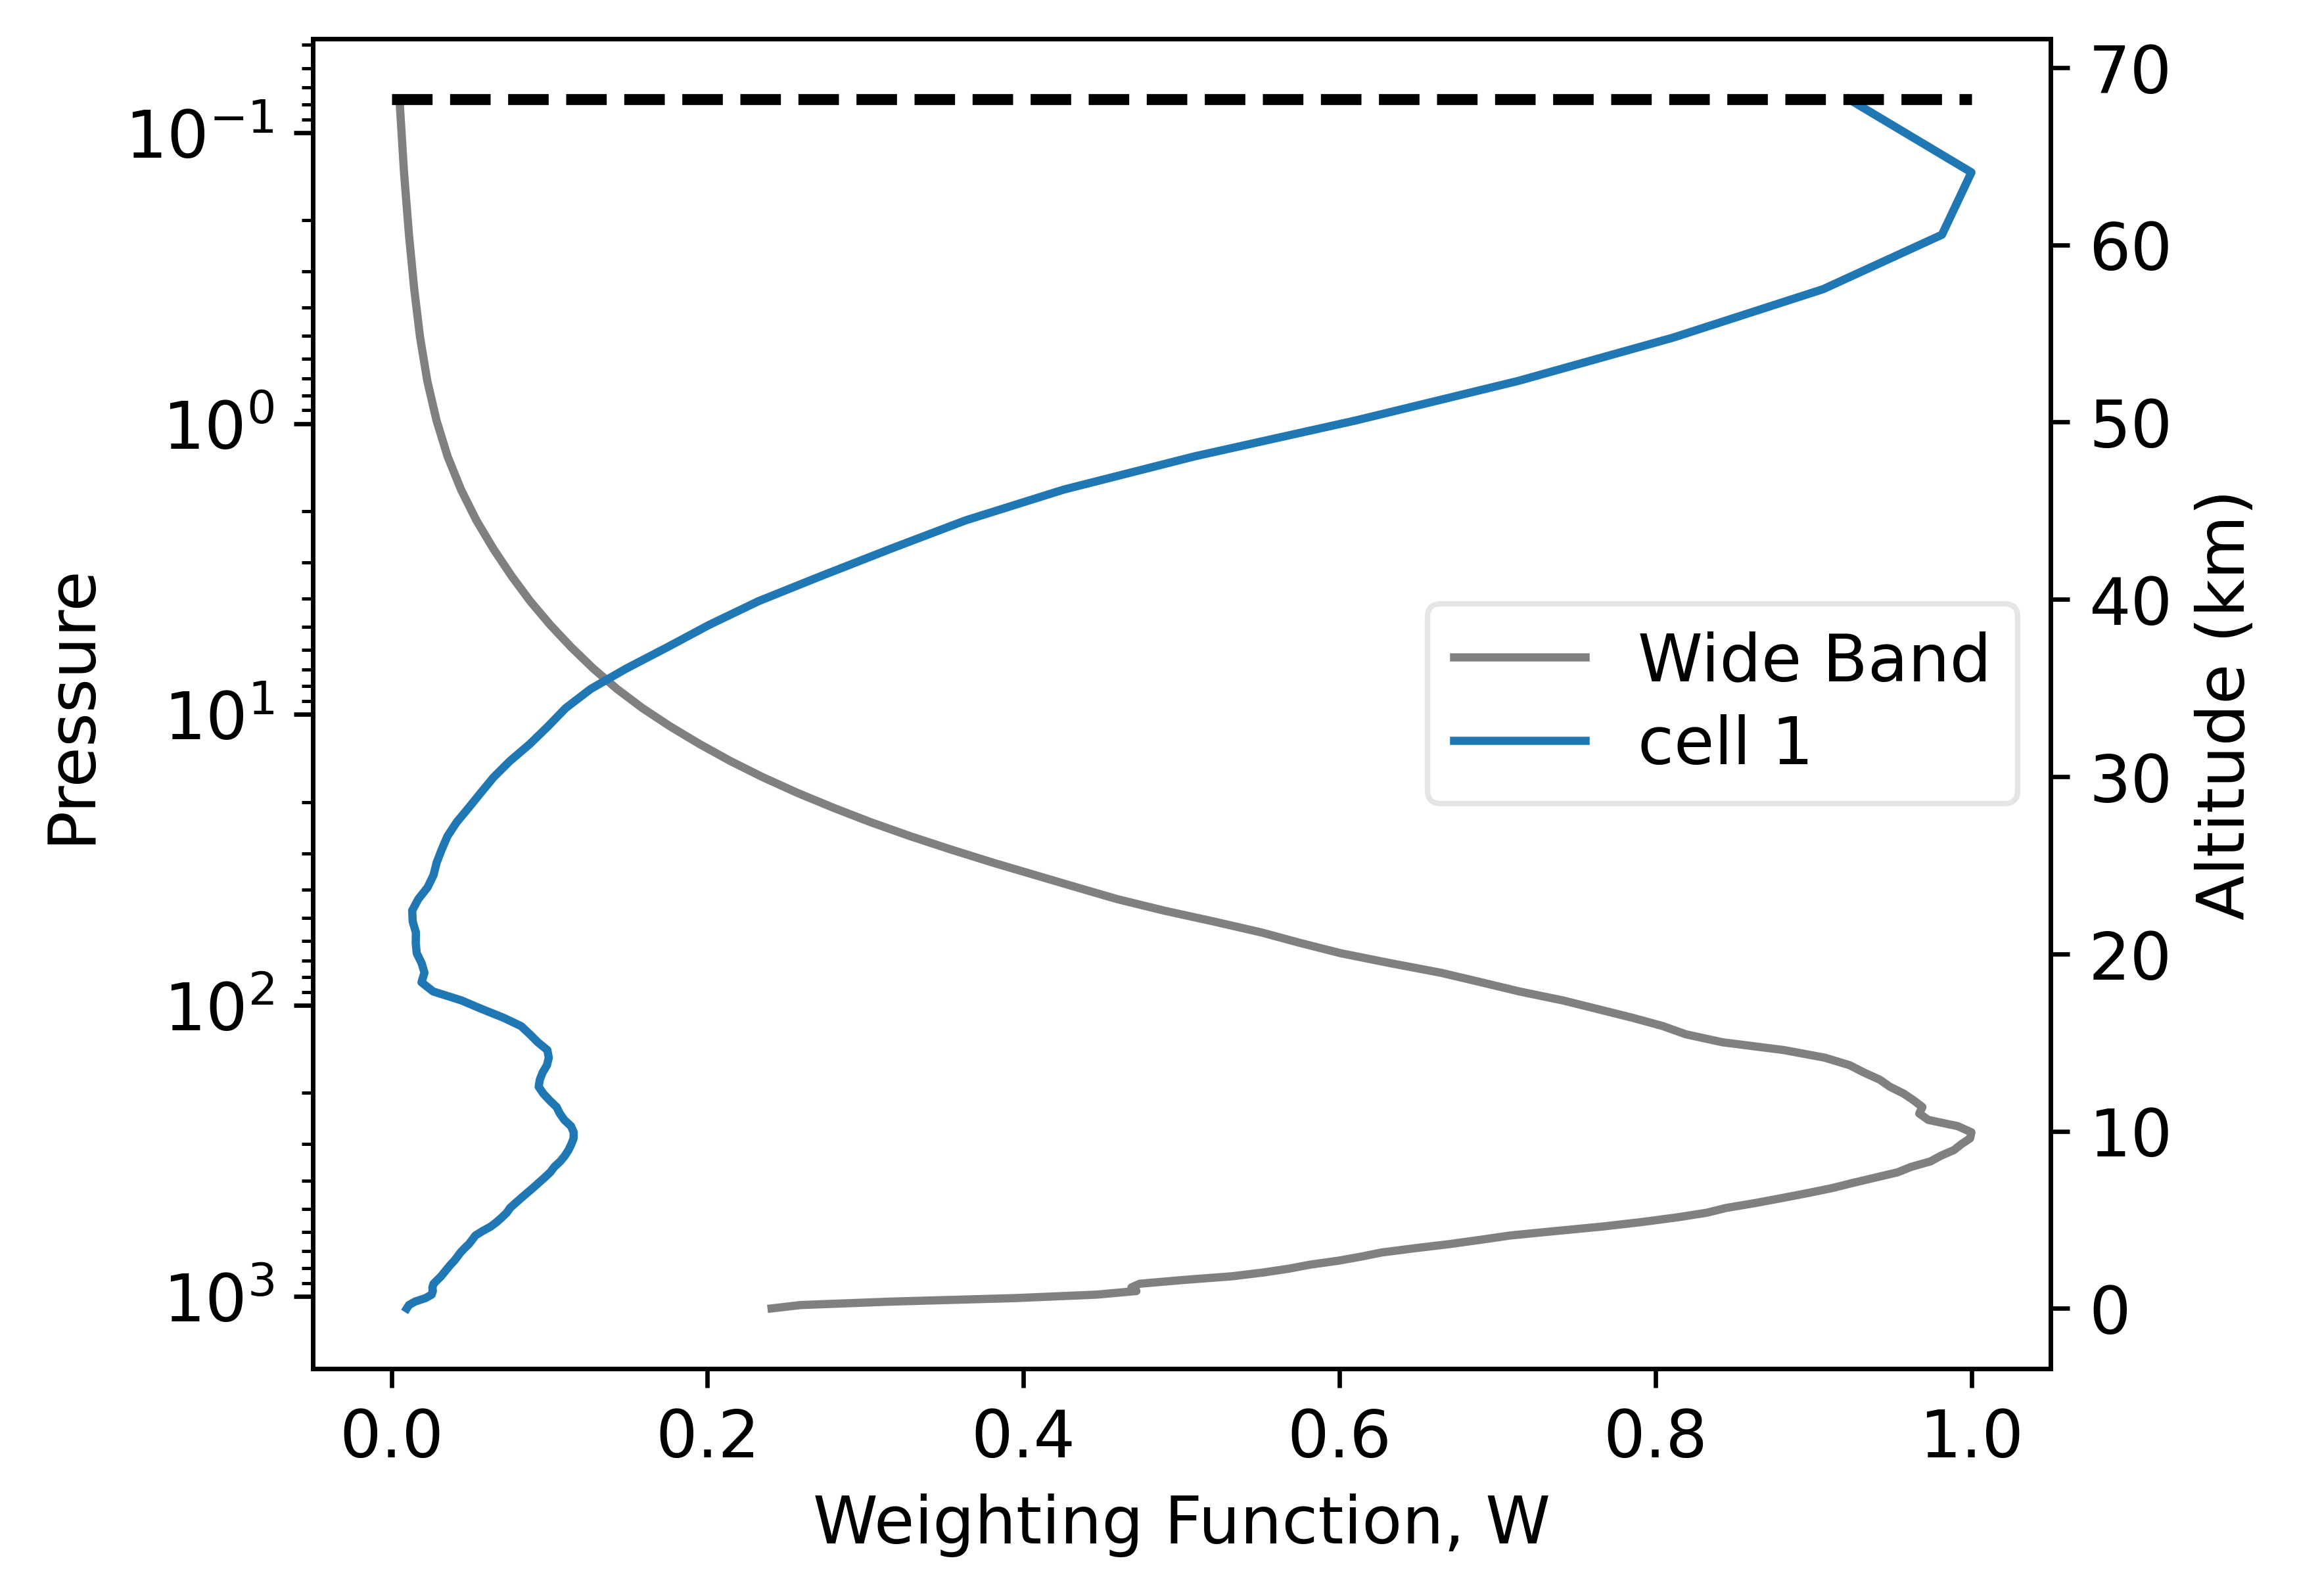 Pressure
10⁻¹
10⁰
10¹
10²
10³
Wide Band
cell 1
70
60
50
40
30
20
10
0
Altitude (km)
0.0 0.2 0.4 0.6 0.8 1.0
Weighting Function, W